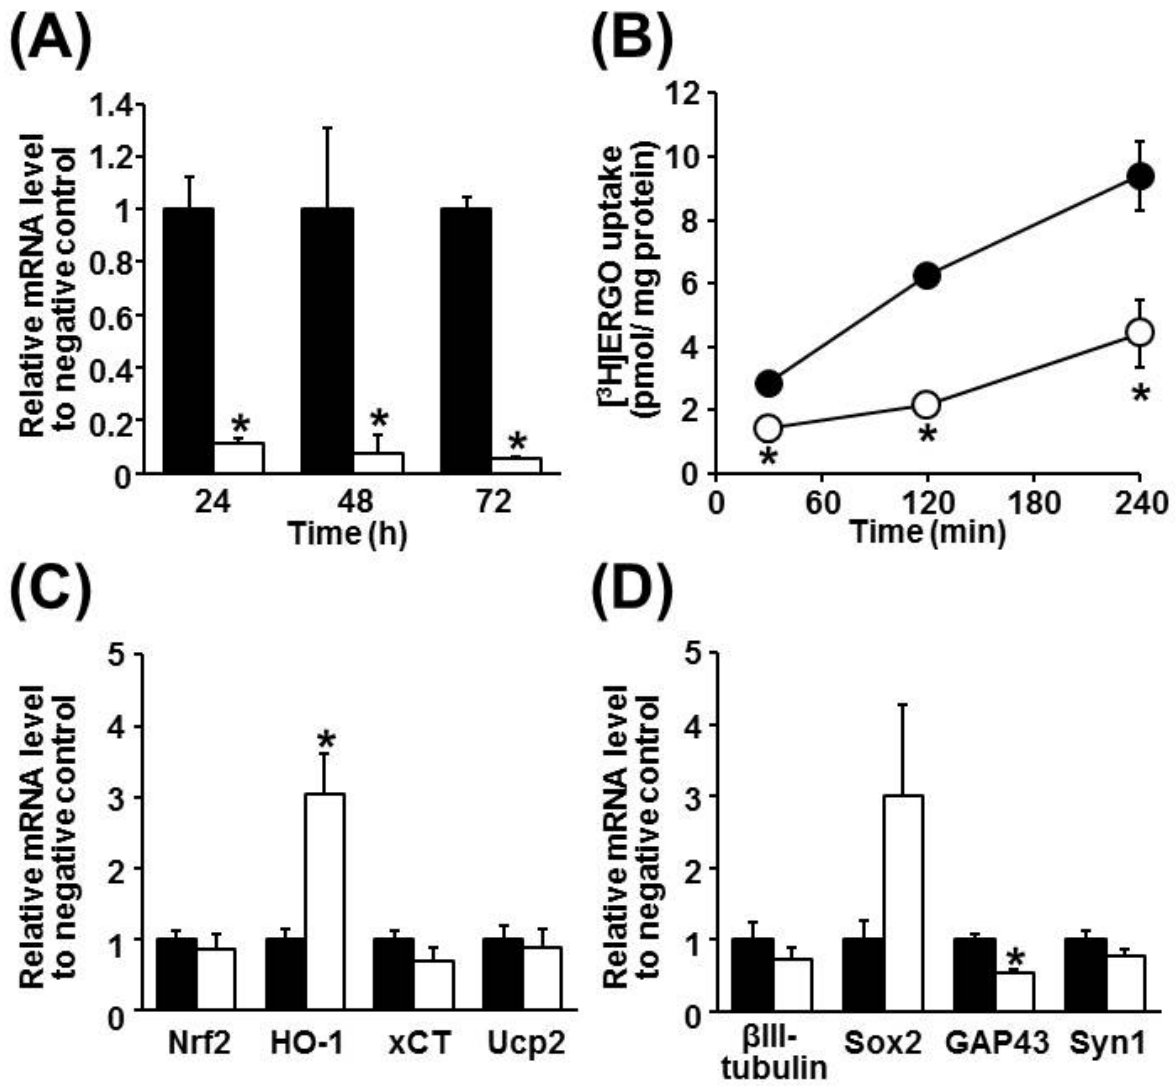 (A)
Relative mRNA level
to negative control
1.4
1.2
1
0.8
0.6
0.4
0.2
0
*
*
*
24 48 72
Time (h)
(B)
[³H]ERGO uptake
(pmol/ mg protein)
12
10
8
6
4
2
0
*
*
*
0 60 120 180 240
Time (min)
(C)
Relative mRNA level
to negative control
5
4
3
2
1
0
*
Nrf2 HO-1 xCT Ucp2
(D)
Relative mRNA level
to negative control
5
4
3
2
1
0
*
βIII-
tubulin Sox2 GAP43 Syn1